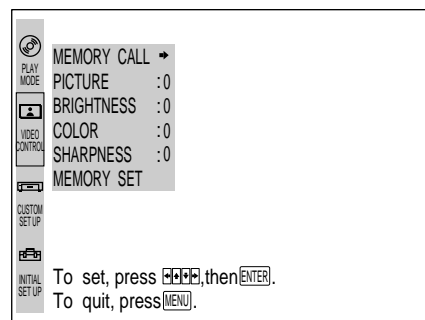 PLAY
MODE
VIDEO
CONTROL
CUSTOM
SET UP
INITIAL
SET UP
MEMORY CALL
PICTURE :0
BRIGHTNESS :0
COLOR :0
SHARPNESS :0
MEMORY SET
To set, press ,then ENTER.
To quit, press MENU.